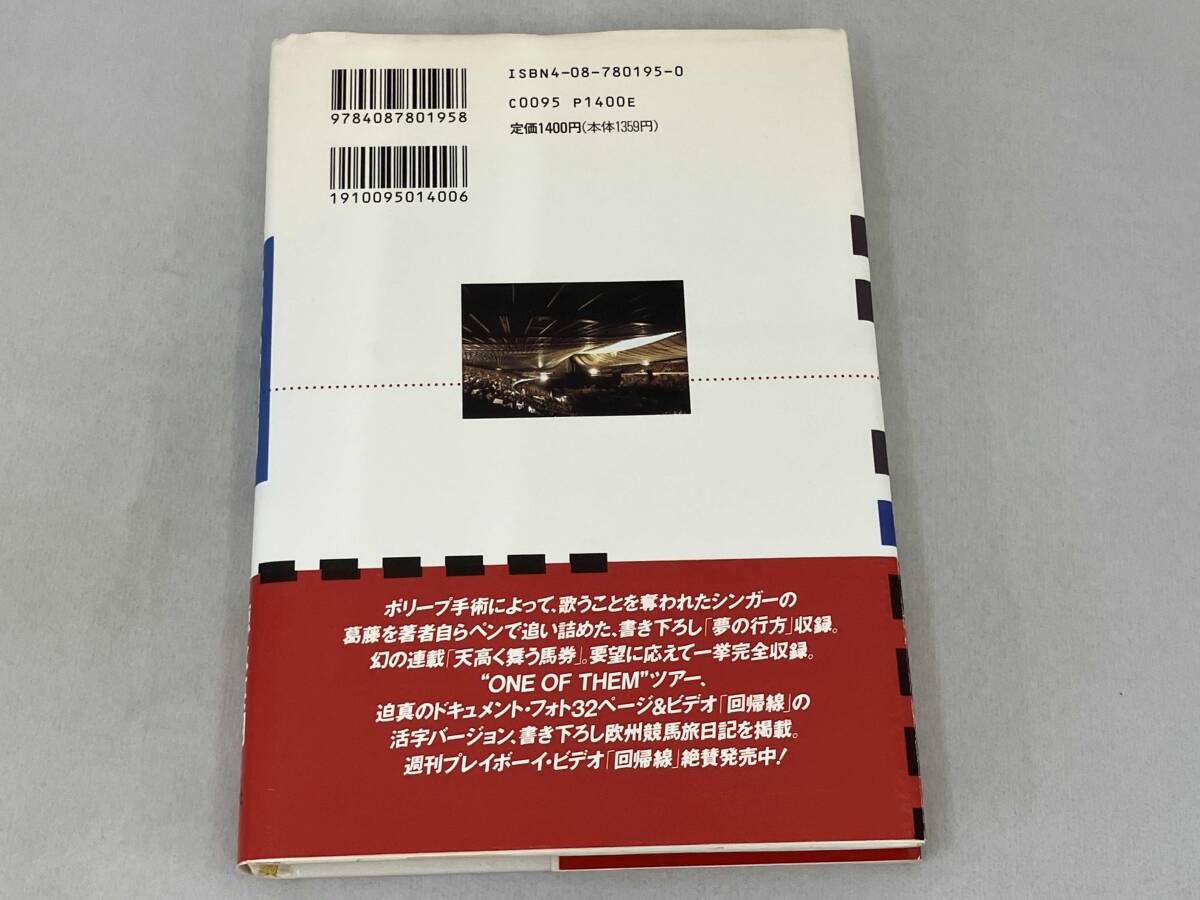 ISBN4-08-780195-0
9784087801958
C0095 P1400E
定価1400円(本体1359円)
1910095014006
ポリープ手術によって、歌うことを奪われたシンガーの
葛藤を著者自らペンで追い詰めた、書き下ろし「夢の行方」収録。
幻の連載「天高く舞う馬券」。要望に応えて一挙完全収録。
“ONE OF THEM”ツアー、
迫真のドキュメント・フォト32ページ&ビデオ「回帰線」の
活字バージョン、書き下ろし欧州競馬旅日記を掲載。
週刊プレイボーイ・ビデオ「回帰線」絶賛発売中!